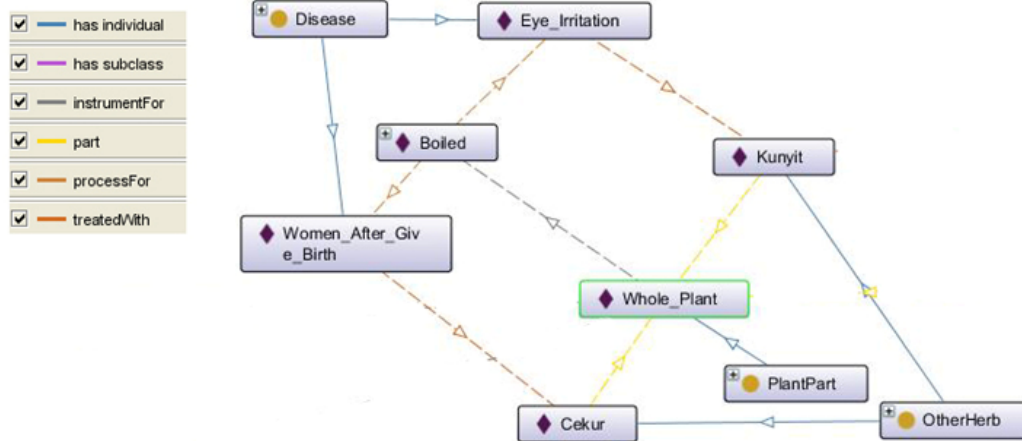 has individual
has subclass
instrumentFor
part
processFor
treatedWith
Disease
Eye_Irritation
Boiled
Kunyit
Women_After_Giv
e_Birth
Whole_Plant
PlantPart
Cekur
OtherHerb